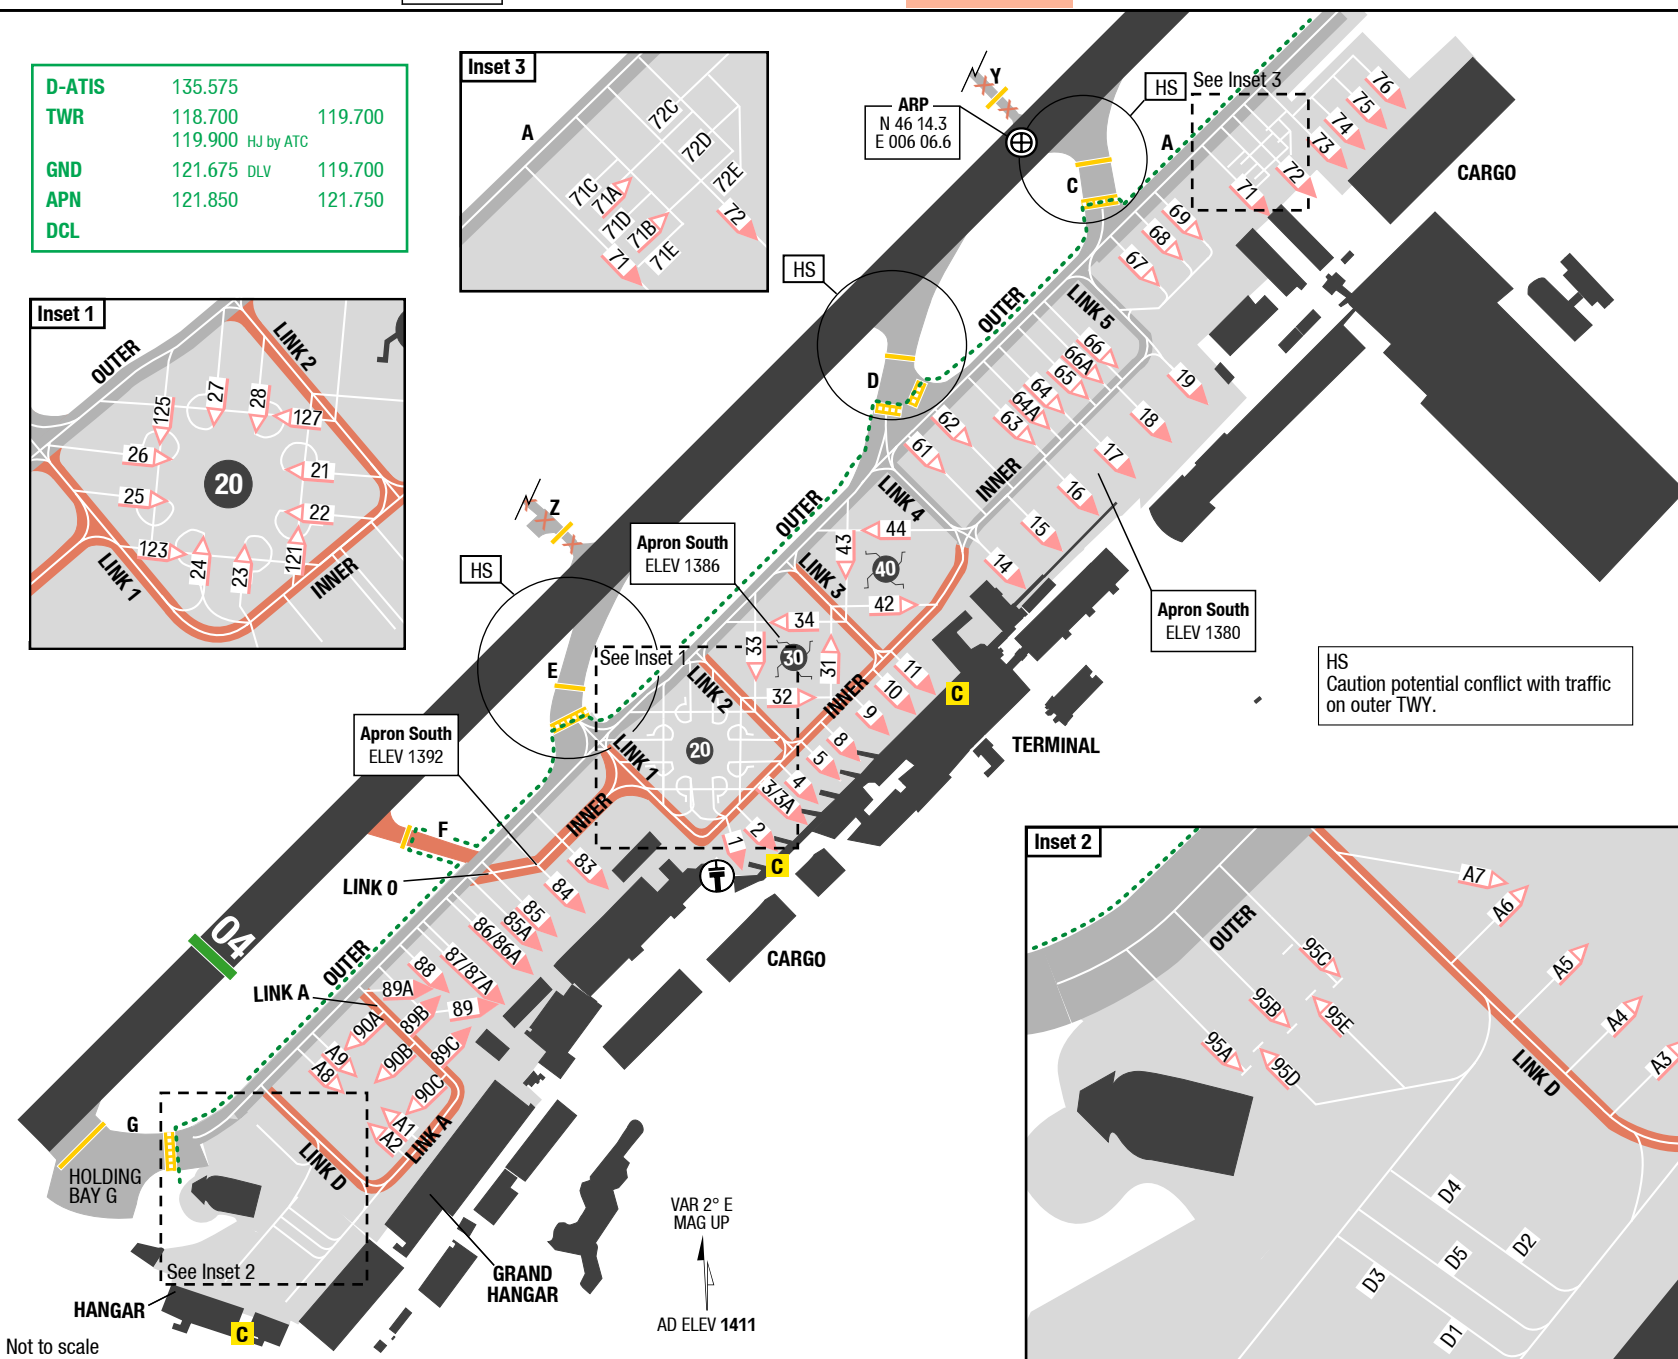 D-ATIS 135.575
TWR 118.700 119.700
119.900 HJ by ATC
GND 121.675 DLV 119.700
APN 121.850 121.750
DCL
Inset 3
A
72C
72D
72E
72
71C
71A
71D
71B
71E
71
Y
ARP
N 46 14.3
E 006 06.6
HS
See Inset 3
A
C
76
75
74
73
72
71
CARGO
69
68
67
HS
OUTER
LINK 5
D
66
66A
65
64
64A
63
62
61
19
18
17
16
15
14
INNER
LINK 4
Inset 1
OUTER
LINK 2
125
27
28
127
26
21
20
25
22
123
24
23
121
LINK 1
INNER
Z
HS
Apron South
ELEV 1386
OUTER
44
43
40
LINK 3
42
34
33
30
31
32
Apron South
ELEV 1380
HS
Caution potential conflict with traffic
on outer TWY.
E
See Inset 1
LINK 2
INNER
11
10
9
8
5
4
3/3A
2
1
C
TERMINAL
20
LINK 1
Apron South
ELEV 1392
INNER
F
LINK 0
83
84
85
85A
86/86A
87/87A
88
C
CARGO
04
OUTER
LINK A
89A
89B
89
89C
90A
90B
90C
A9
A8
A1
A2
LINK A
LINK D
G
HOLDING
BAY G
See Inset 2
HANGAR
C
GRAND
HANGAR
VAR 2° E
MAG UP
AD ELEV 1411
Not to scale
Inset 2
OUTER
A7
A6
A5
A4
A3
95C
95B
95E
95A
95D
LINK D
D4
D2
D5
D3
D1